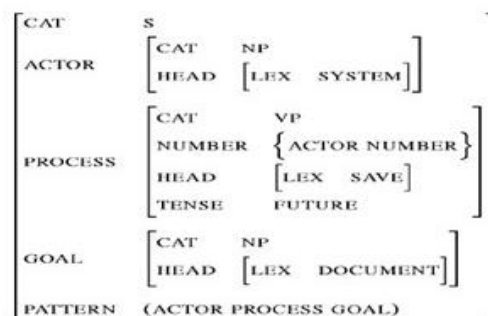 CAT S
CAT NP
ACTOR
HEAD [LEX SYSTEM]
CAT VP
NUMBER {ACTOR NUMBER}
PROCESS
HEAD [LEX SAVE]
TENSE FUTURE
CAT NP
GOAL
HEAD [LEX DOCUMENT]
PATTERN (ACTOR PROCESS GOAL)